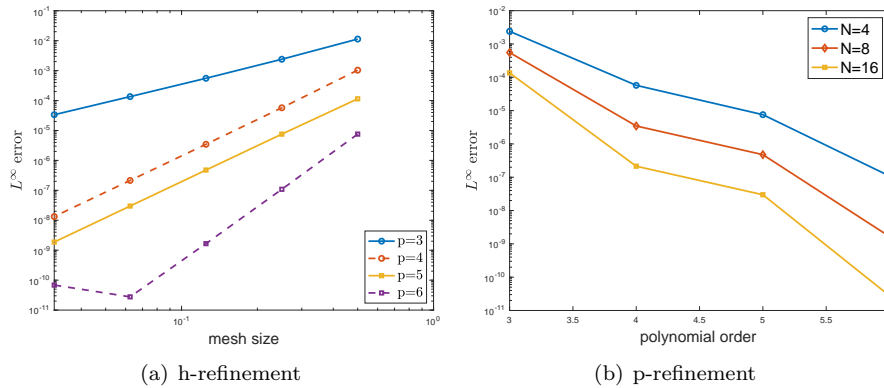 10^-1
10^-2
10^-3
10^-4
10^-5
10^-6
10^-7
10^-8
10^-9
10^-10
10^-11
L^∞ error
10^-1
10^0
mesh size
p=3
p=4
p=5
p=6
(a) h-refinement
10^-2
10^-3
10^-4
10^-5
10^-6
10^-7
10^-8
10^-9
10^-10
10^-11
L^∞ error
3
3.5
4
4.5
5
5.5
polynomial order
N=4
N=8
N=16
(b) p-refinement